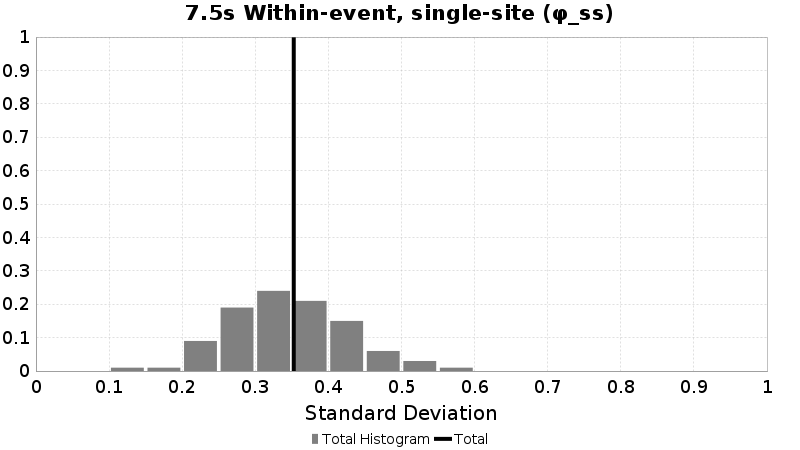 7.5s Within-event, single-site (φ_ss)
1
0.9
0.8
0.7
0.6
0.5
0.4
0.3
0.2
0.1
0
0 0.1 0.2 0.3 0.4 0.5 0.6 0.7 0.8 0.9 1
Standard Deviation
Total Histogram Total